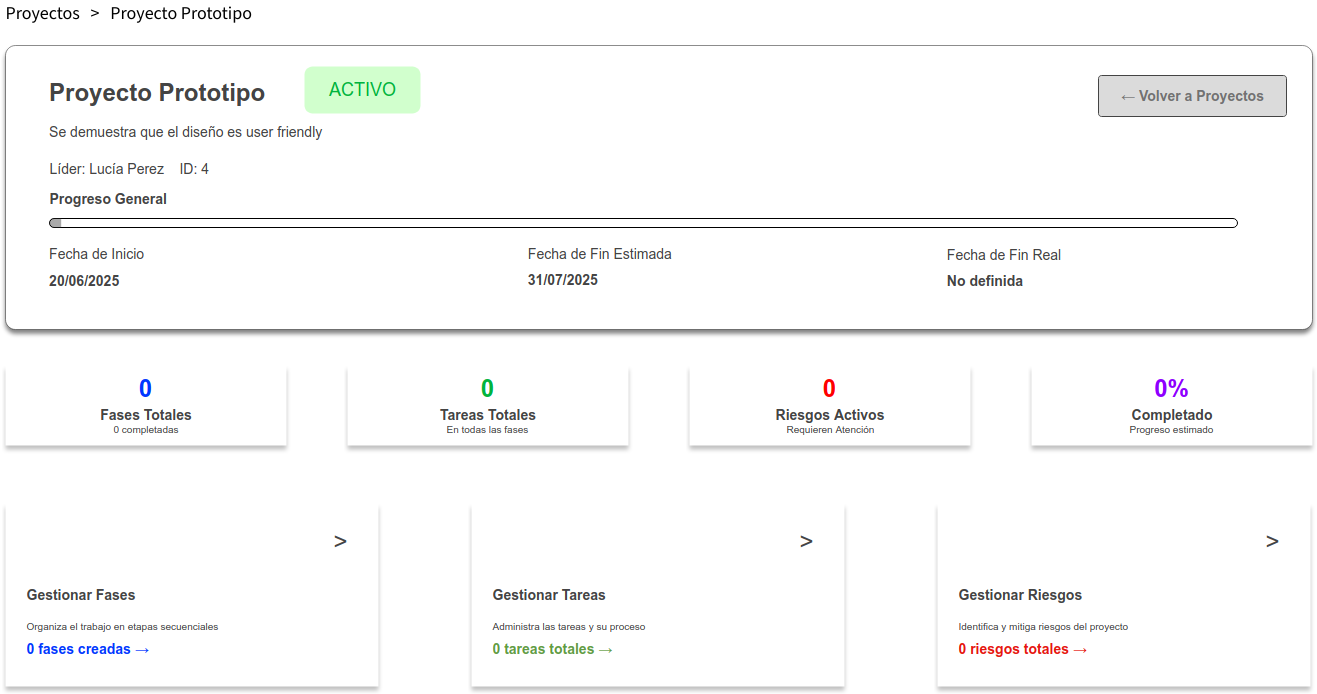 Proyectos > Proyecto Prototipo
Proyecto Prototipo ACTIVO
← Volver a Proyectos
Se demuestra que el diseño es user friendly
Líder: Lucía Perez ID: 4
Progreso General
Fecha de Inicio Fecha de Fin Estimada Fecha de Fin Real
20/06/2025 31/07/2025 No definida
0 0 0 0%
Fases Totales Tareas Totales Riesgos Activos Completado
0 completadas En todas las fases Requieren Atención Progreso estimado
> > >
Gestionar Fases Gestionar Tareas Gestionar Riesgos
Organiza el trabajo en etapas secuenciales Administra las tareas y su proceso Identifica y mitiga riesgos del proyecto
0 fases creadas → 0 tareas totales → 0 riesgos totales →